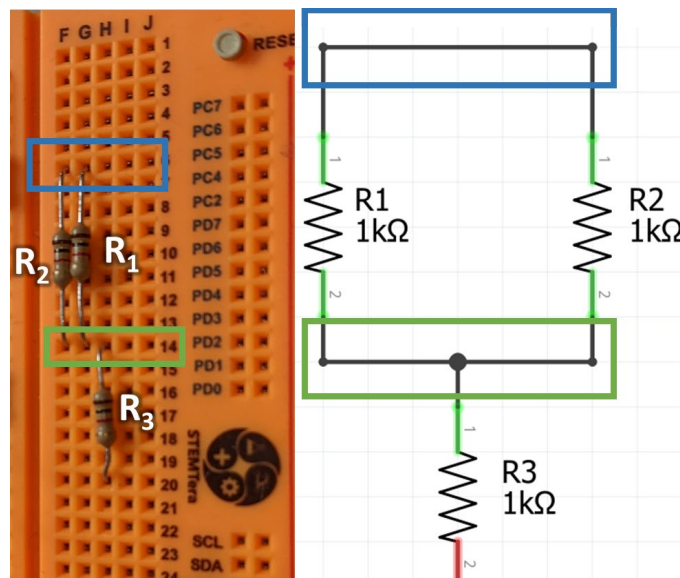 F G H I J
1
2
3
4
5
8
9
10
11
12
13
14
15
16
17
18
19
20
21
22
23
24
RESE
PC7
PC6
PC5
PC4
PC2
PD7
PD6
PD5
PD4
PD3
PD2
PD1
PD0
SCL
SDA
STEMTera
R2
R1
R3
1
R1
1kΩ
2
1
R2
1kΩ
2
1
R3
1kΩ
2